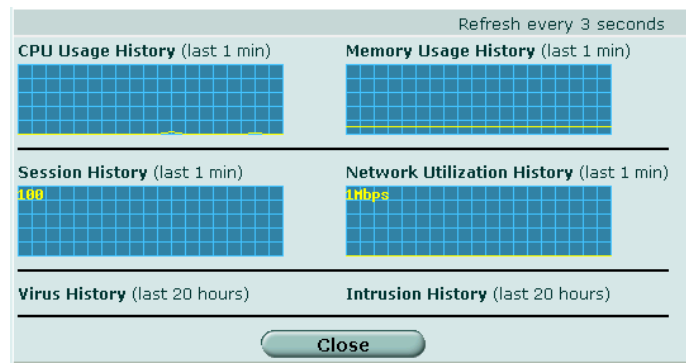 Refresh every 3 seconds
CPU Usage History (last 1 min)
Memory Usage History (last 1 min)
Session History (last 1 min)
Network Utilization History (last 1 min)
100
1Mbps
Virus History (last 20 hours)
Intrusion History (last 20 hours)
Close